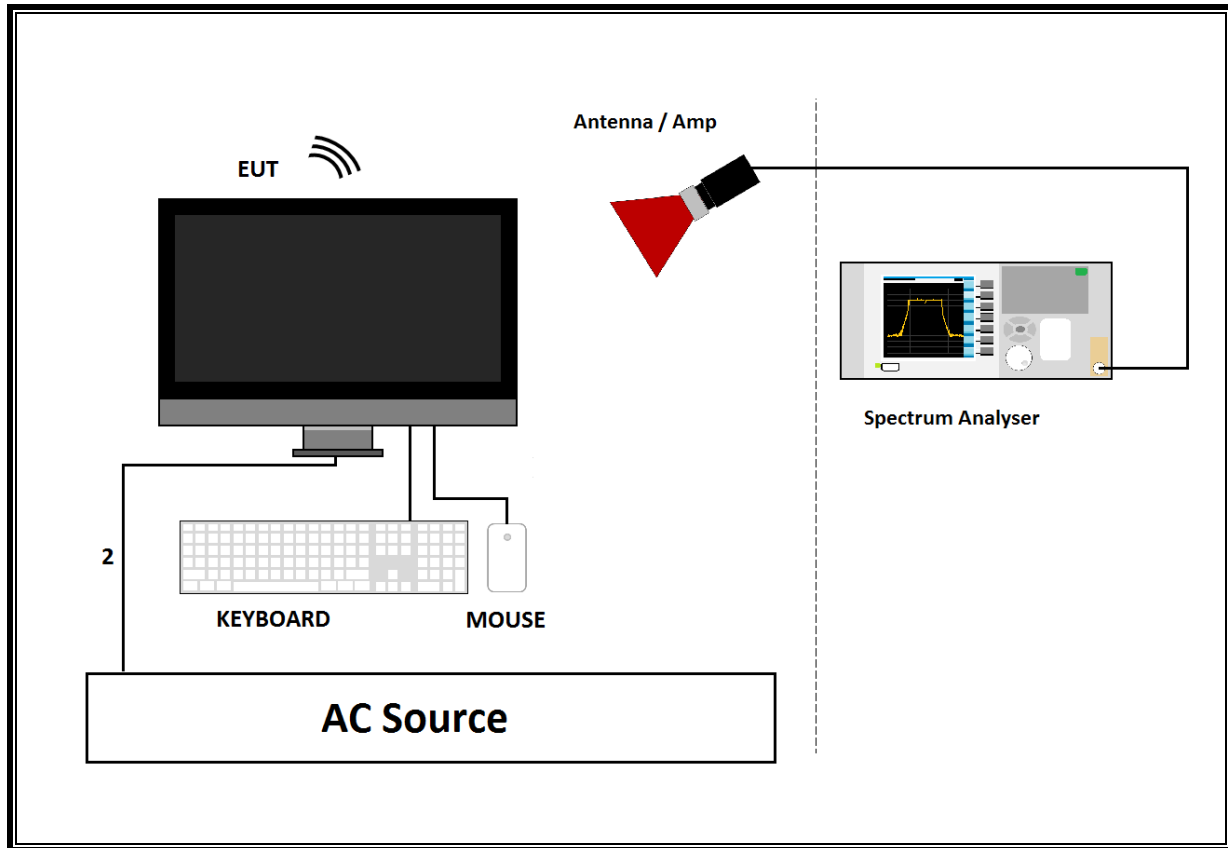 Antenna / Amp
EUT
Spectrum Analyser
2
KEYBOARD
MOUSE
AC Source